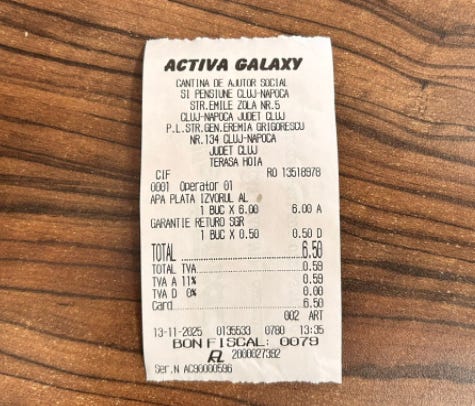 ACTIVA GALAXY
CANTINA DE AJUTOR SOCIAL
SI PENSIUNE CLUJ-NAPOCA
STR.EMILE ZOLA NR.5
CLUJ-NAPOCA JUDET CLUJ
P.L.STR.GEN.EREMIA GRIGORESCU
NR.134 CLUJ-NAPOCA
JUDET CLUJ
TERASA HOIA
CIF RO 13518978
0001 Operator 01
APA PLATA IZVORUL AL
1 BUC X 6.00 6.00 A
GARANTIE RETURO SGR
1 BUC X 0.50 0.50 D
TOTAL 6.50
TOTAL TVA 0.59
TVA A 11% 0.59
TVA D 0% 0.00
Card 6.50
002 ART
13-11-2025 0135533 0780 13:35
BON FISCAL: 0079
2000027392
Ser.N AC90000596